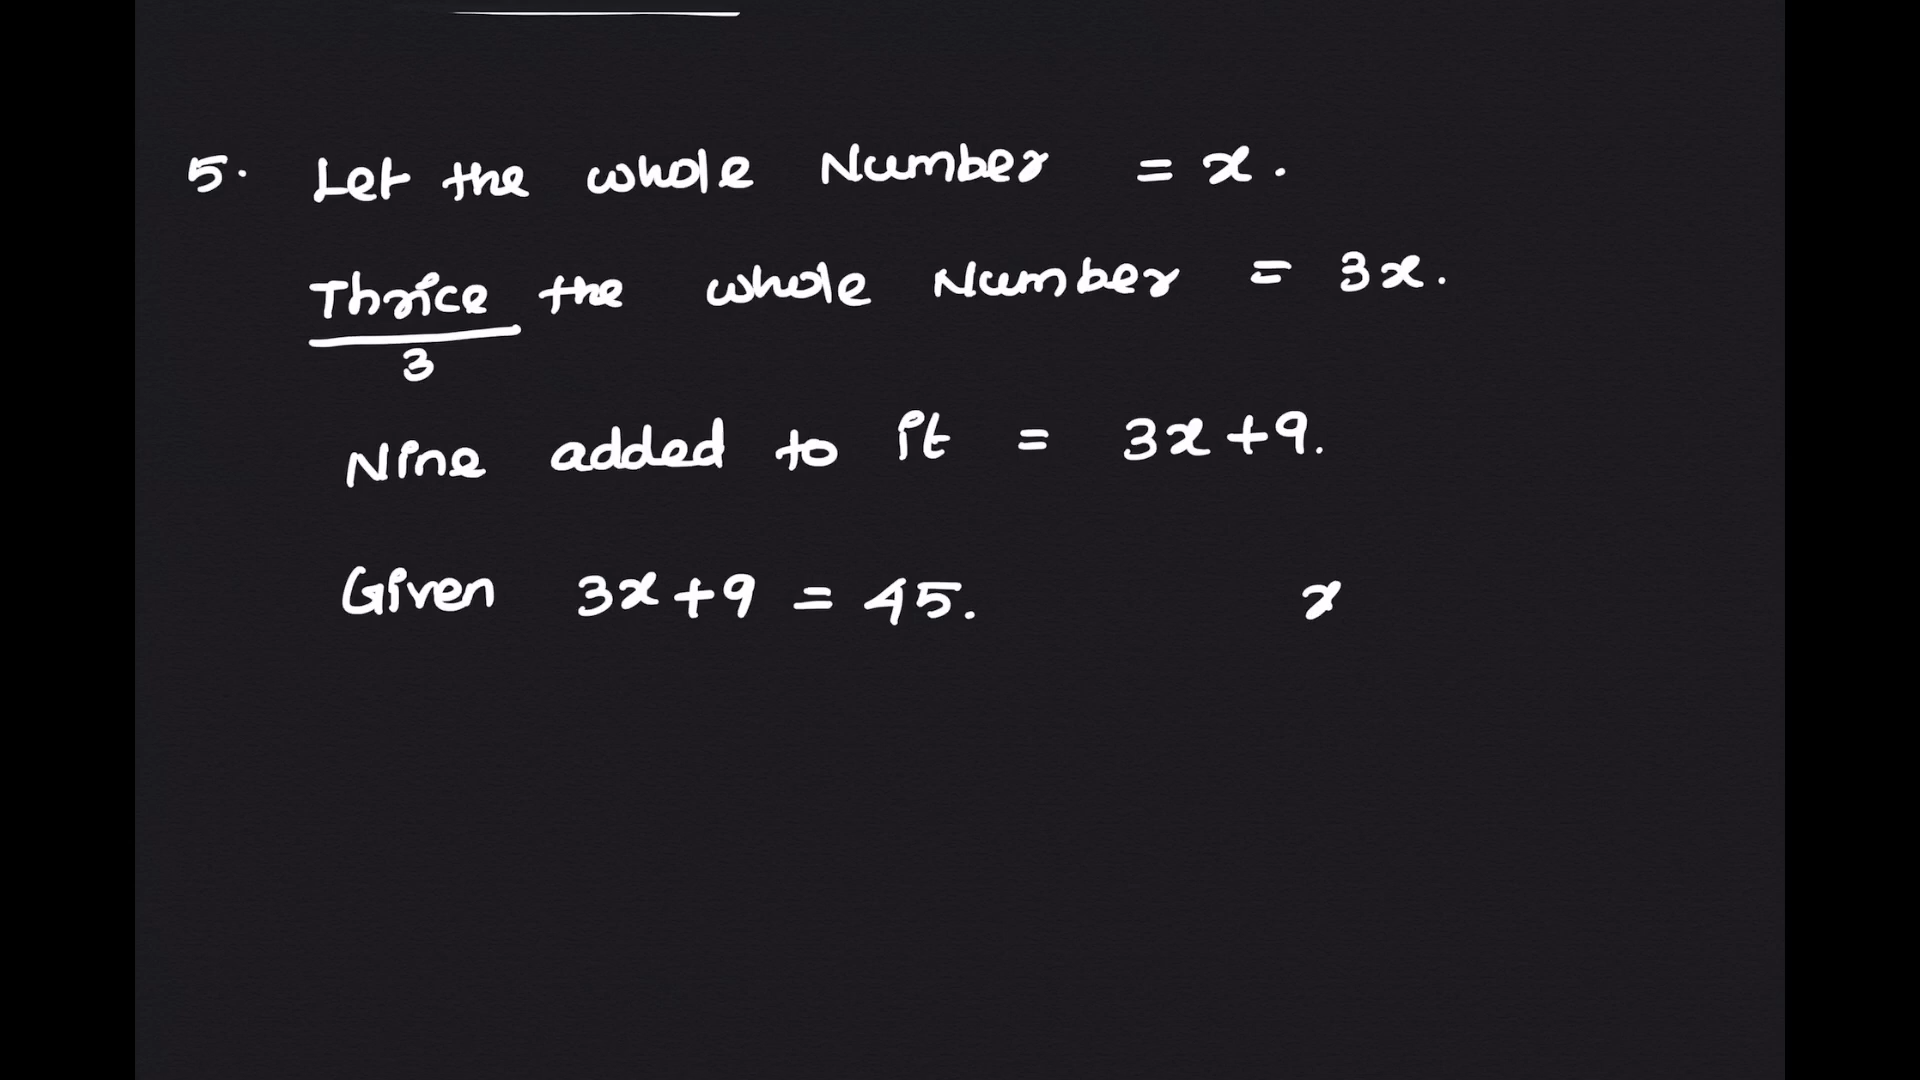 5. Let the whole Number = x.
Thrice the whole Number = 3x.
3
Nine added to it = 3x+9.
Given 3x+9 = 45. x